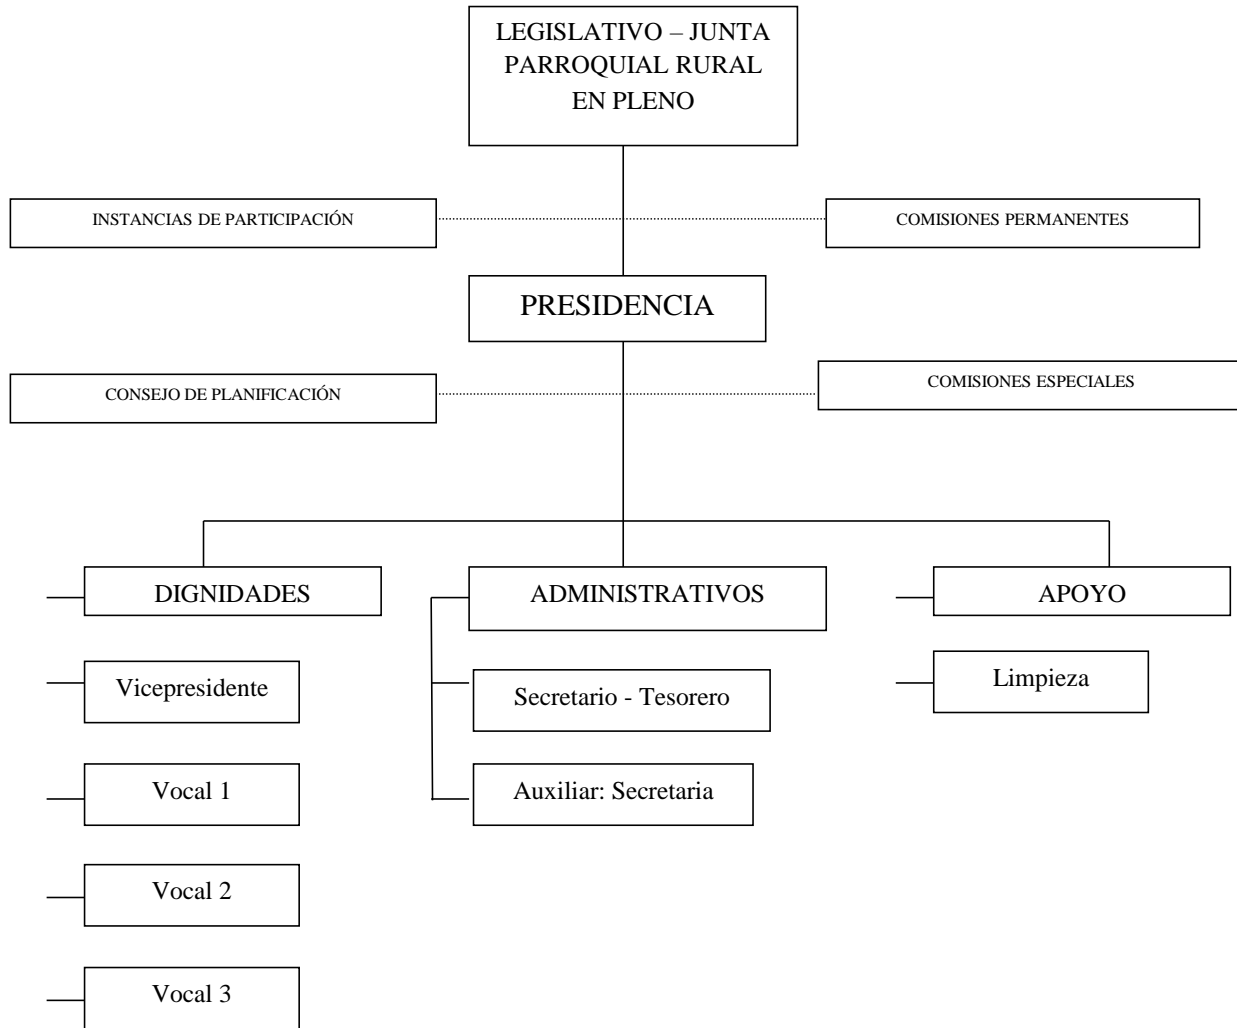 LEGISLATIVO – JUNTA
PARROQUIAL RURAL
EN PLENO
INSTANCIAS DE PARTICIPACIÓN
COMISIONES PERMANENTES
PRESIDENCIA
CONSEJO DE PLANIFICACIÓN
COMISIONES ESPECIALES
DIGNIDADES
ADMINISTRATIVOS
APOYO
Vicepresidente
Secretario - Tesorero
Limpieza
Vocal 1
Auxiliar: Secretaria
Vocal 2
Vocal 3